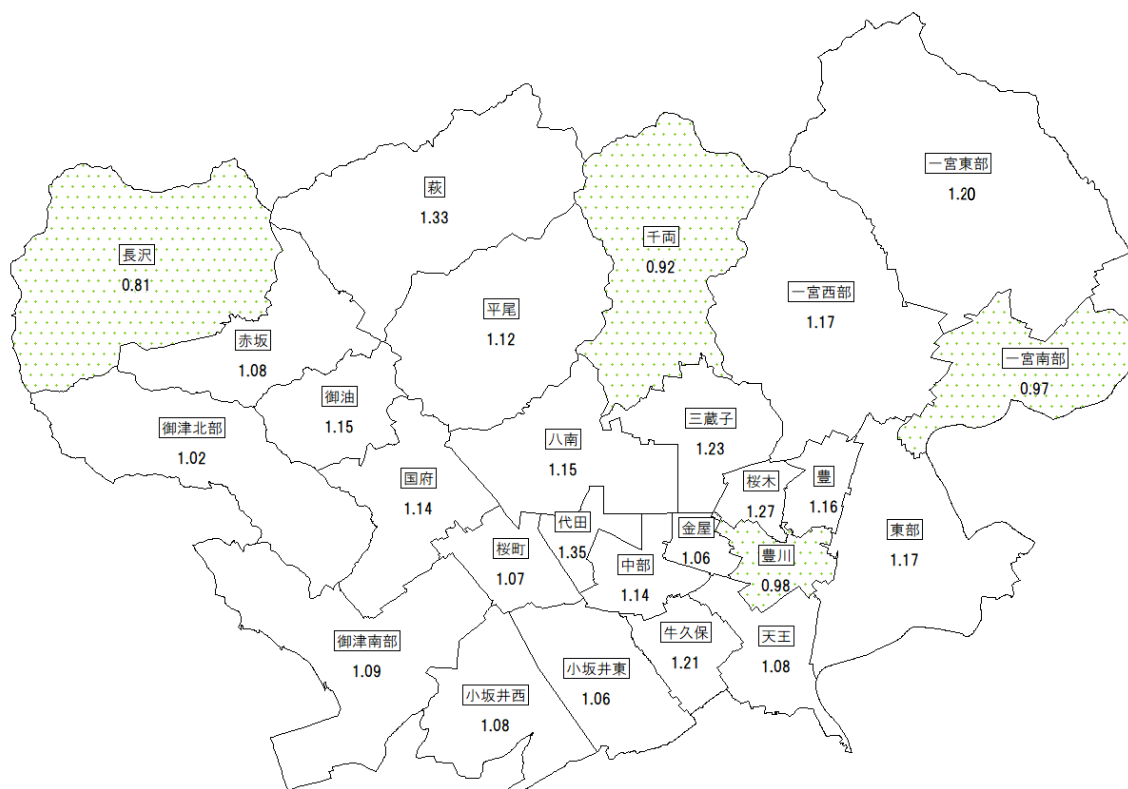 一宮東部
1.20
萩
1.33
千両
0.92
長沢
0.81
一宮西部
1.17
平尾
1.12
赤坂
1.08
一宮南部
0.97
御油
1.15
御津北部
1.02
三蔵子
1.23
八南
1.15
国府
1.14
桜木
1.27
豊
1.16
代田
1.35
金屋
1.06
東部
1.17
桜町
1.07
中部
1.14
豊川
0.98
御津南部
1.09
牛久保
1.21
天王
1.08
小坂井東
1.06
小坂井西
1.08